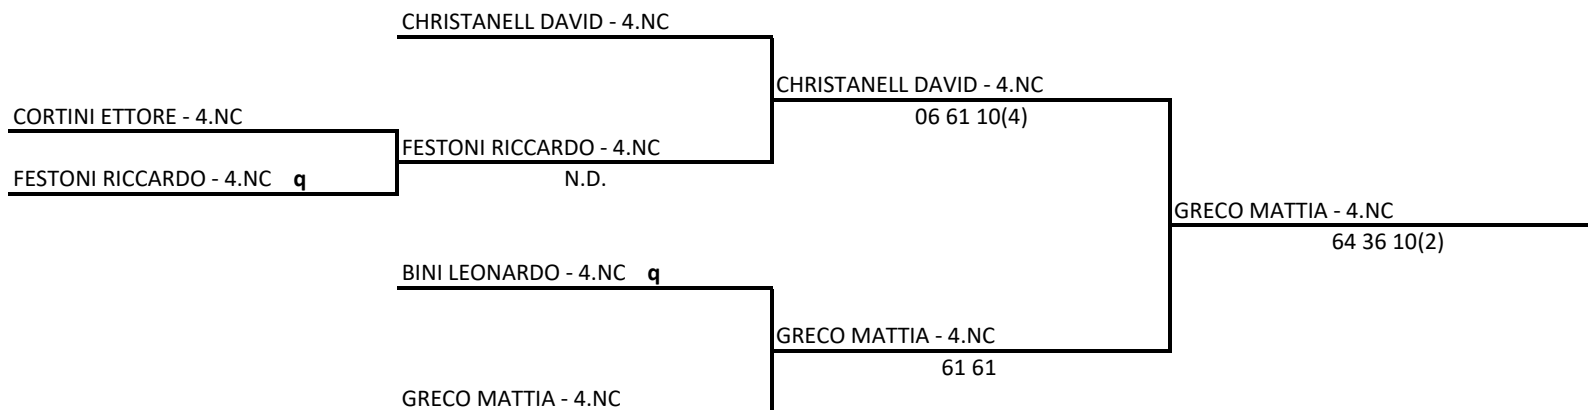 CHRISTANELL DAVID - 4.NC
CHRISTANELL DAVID - 4.NC
06 61 10(4)
CORTINI ETTORE - 4.NC
FESTONI RICCARDO - 4.NC
N.D.
FESTONI RICCARDO - 4.NC q
GRECO MATTIA - 4.NC
64 36 10(2)
BINI LEONARDO - 4.NC q
GRECO MATTIA - 4.NC
61 61
GRECO MATTIA - 4.NC